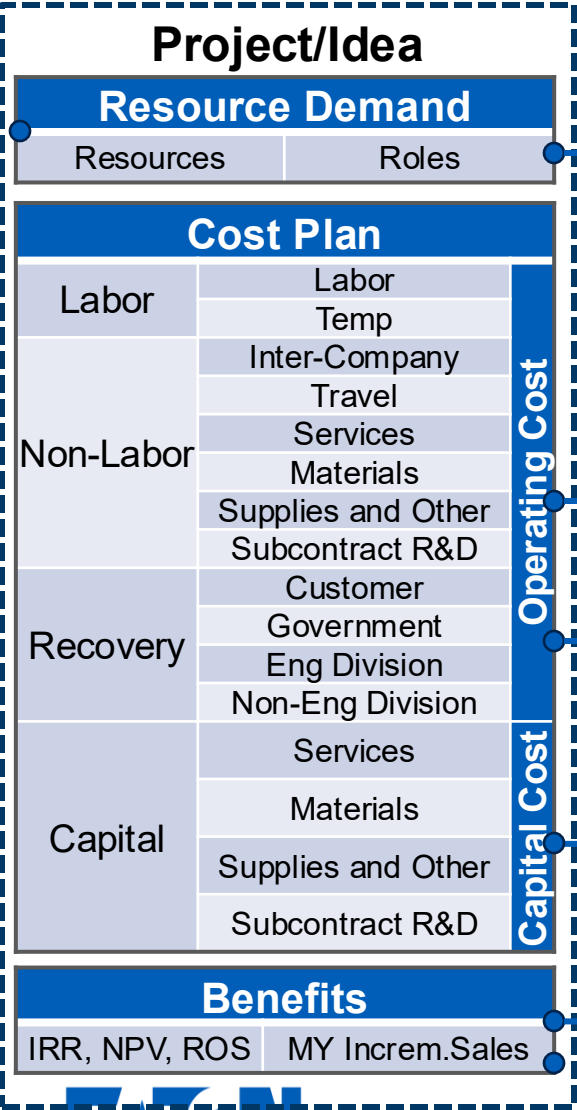 Project/Idea
Resource Demand
Resources Roles
Cost Plan
Labor
Labor
Temp
Non-Labor
Inter-Company
Travel
Services
Materials
Supplies and Other
Subcontract R&D
Recovery
Customer
Government
Eng Division
Non-Eng Division
Operating Cost
Capital
Services
Materials
Supplies and Other
Subcontract R&D
Capital Cost
Benefits
IRR, NPV, ROS MY Increm.Sales